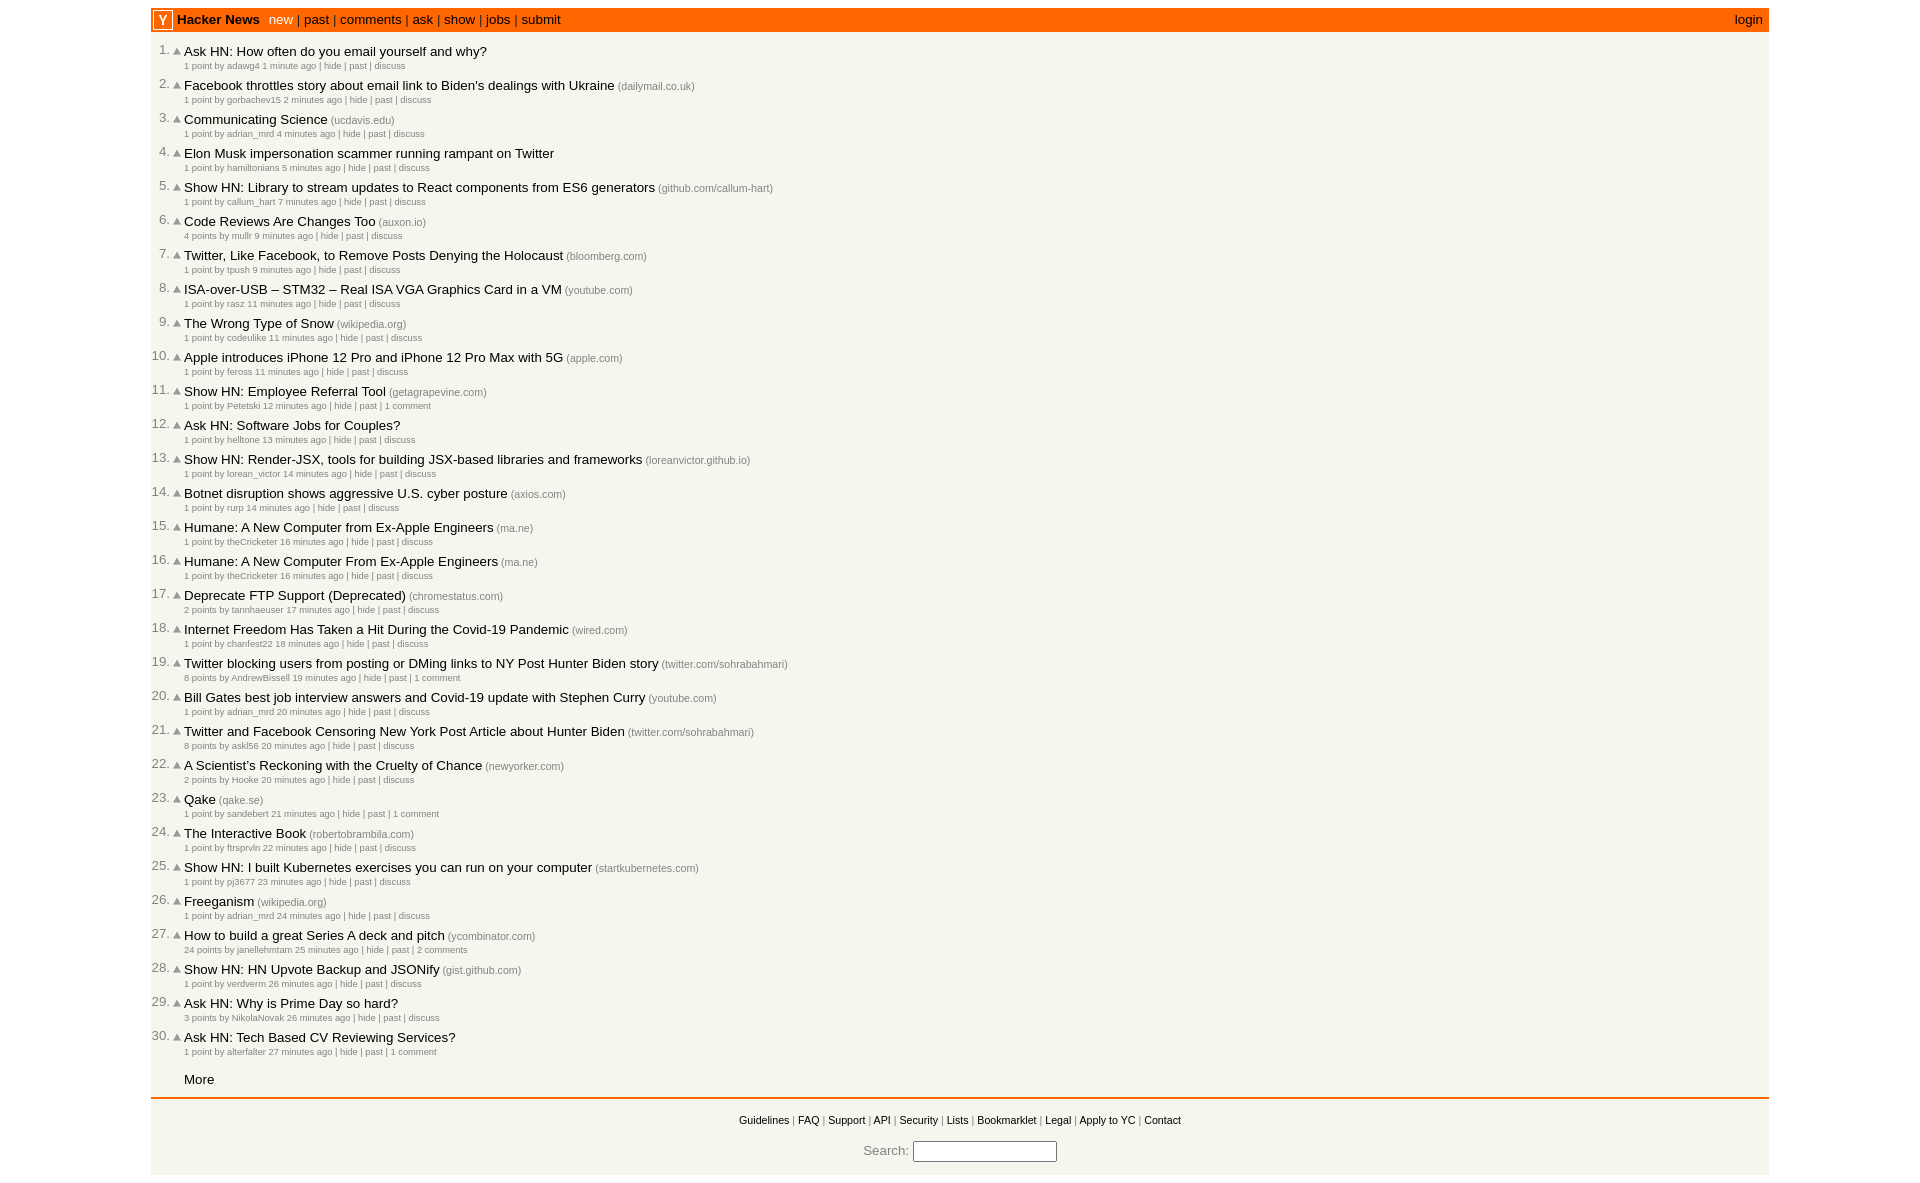 Y Hacker News new | past | comments | ask | show | jobs | submit login
1. Ask HN: How often do you email yourself and why?
1 point by adawg4 1 minute ago | hide | past | discuss
2. Facebook throttles story about email link to Biden's dealings with Ukraine (dailymail.co.uk)
1 point by gorbachev15 2 minutes ago | hide | past | discuss
3. Communicating Science (ucdavis.edu)
1 point by adrian_mrd 4 minutes ago | hide | past | discuss
4. Elon Musk impersonation scammer running rampant on Twitter
1 point by hamiltonians 5 minutes ago | hide | past | discuss
5. Show HN: Library to stream updates to React components from ES6 generators (github.com/callum-hart)
1 point by callum_hart 7 minutes ago | hide | past | discuss
6. Code Reviews Are Changes Too (auxon.io)
4 points by mullr 9 minutes ago | hide | past | discuss
7. Twitter, Like Facebook, to Remove Posts Denying the Holocaust (bloomberg.com)
1 point by tpush 9 minutes ago | hide | past | discuss
8. ISA-over-USB – STM32 – Real ISA VGA Graphics Card in a VM (youtube.com)
1 point by rasz 11 minutes ago | hide | past | discuss
9. The Wrong Type of Snow (wikipedia.org)
1 point by codeulike 11 minutes ago | hide | past | discuss
10. Apple introduces iPhone 12 Pro and iPhone 12 Pro Max with 5G (apple.com)
1 point by feross 11 minutes ago | hide | past | discuss
11. Show HN: Employee Referral Tool (getagrapevine.com)
1 point by Petetski 12 minutes ago | hide | past | 1 comment
12. Ask HN: Software Jobs for Couples?
1 point by helltone 13 minutes ago | hide | past | discuss
13. Show HN: Render-JSX, tools for building JSX-based libraries and frameworks (loreanvictor.github.io)
1 point by lorean_victor 14 minutes ago | hide | past | discuss
14. Botnet disruption shows aggressive U.S. cyber posture (axios.com)
1 point by rurp 14 minutes ago | hide | past | discuss
15. Humane: A New Computer from Ex-Apple Engineers (ma.ne)
1 point by theCricketer 16 minutes ago | hide | past | discuss
16. Humane: A New Computer From Ex-Apple Engineers (ma.ne)
1 point by theCricketer 16 minutes ago | hide | past | discuss
17. Deprecate FTP Support (Deprecated) (chromestatus.com)
2 points by tannhaeuser 17 minutes ago | hide | past | discuss
18. Internet Freedom Has Taken a Hit During the Covid-19 Pandemic (wired.com)
1 point by chanfest22 18 minutes ago | hide | past | discuss
19. Twitter blocking users from posting or DMing links to NY Post Hunter Biden story (twitter.com/sohrabahmari)
8 points by AndrewBissell 19 minutes ago | hide | past | 1 comment
20. Bill Gates best job interview answers and Covid-19 update with Stephen Curry (youtube.com)
1 point by adrian_mrd 20 minutes ago | hide | past | discuss
21. Twitter and Facebook Censoring New York Post Article about Hunter Biden (twitter.com/sohrabahmari)
8 points by askl56 20 minutes ago | hide | past | discuss
22. A Scientist's Reckoning with the Cruelty of Chance (newyorker.com)
2 points by Hooke 20 minutes ago | hide | past | discuss
23. Qake (qake.se)
1 point by sandebert 21 minutes ago | hide | past | 1 comment
24. The Interactive Book (robertobrambila.com)
1 point by ftrsprvln 22 minutes ago | hide | past | discuss
25. Show HN: I built Kubernetes exercises you can run on your computer (startkubernetes.com)
1 point by pj3677 23 minutes ago | hide | past | discuss
26. Freeganism (wikipedia.org)
1 point by adrian_mrd 24 minutes ago | hide | past | discuss
27. How to build a great Series A deck and pitch (ycombinator.com)
24 points by janellehmtam 25 minutes ago | hide | past | 2 comments
28. Show HN: HN Upvote Backup and JSONify (gist.github.com)
1 point by verdverm 26 minutes ago | hide | past | discuss
29. Ask HN: Why is Prime Day so hard?
3 points by NikolaNovak 26 minutes ago | hide | past | discuss
30. Ask HN: Tech Based CV Reviewing Services?
1 point by alterfalter 27 minutes ago | hide | past | 1 comment
More
Guidelines | FAQ | Support | API | Security | Lists | Bookmarklet | Legal | Apply to YC | Contact
Search: